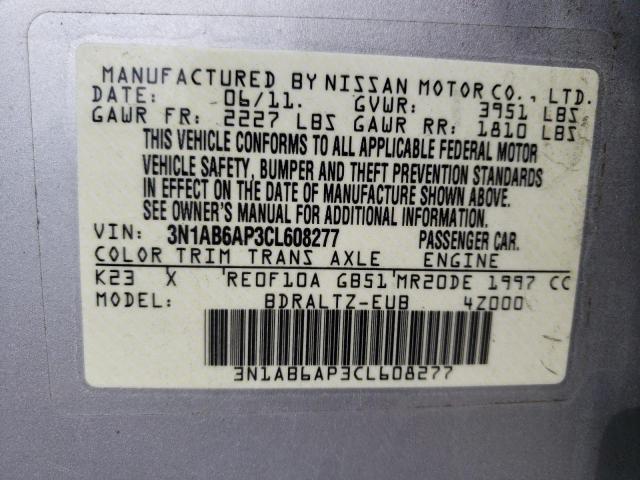 MANUFACTURED BY NISSAN MOTOR CO., LTD.
DATE: 06/11. GVWR: 3951 LBS
GAWR FR: 2227 LBS GAWR RR: 1810 LBS
THIS VEHICLE CONFORMS TO ALL APPLICABLE FEDERAL MOTOR
VEHICLE SAFETY, BUMPER AND THEFT PREVENTION STANDARDS
IN EFFECT ON THE DATE OF MANUFACTURE SHOWN ABOVE.
SEE OWNER'S MANUAL FOR ADDITIONAL INFORMATION.
VIN: 3N1AB6AP3CL608277 PASSENGER CAR.
COLOR TRIM TRANS AXLE ENGINE
K23 X 'RE0F10A GB51'MR20DE 1997 CC
MODEL: BDRALTZ-EUB 4Z000
3N1AB6AP3CL608277